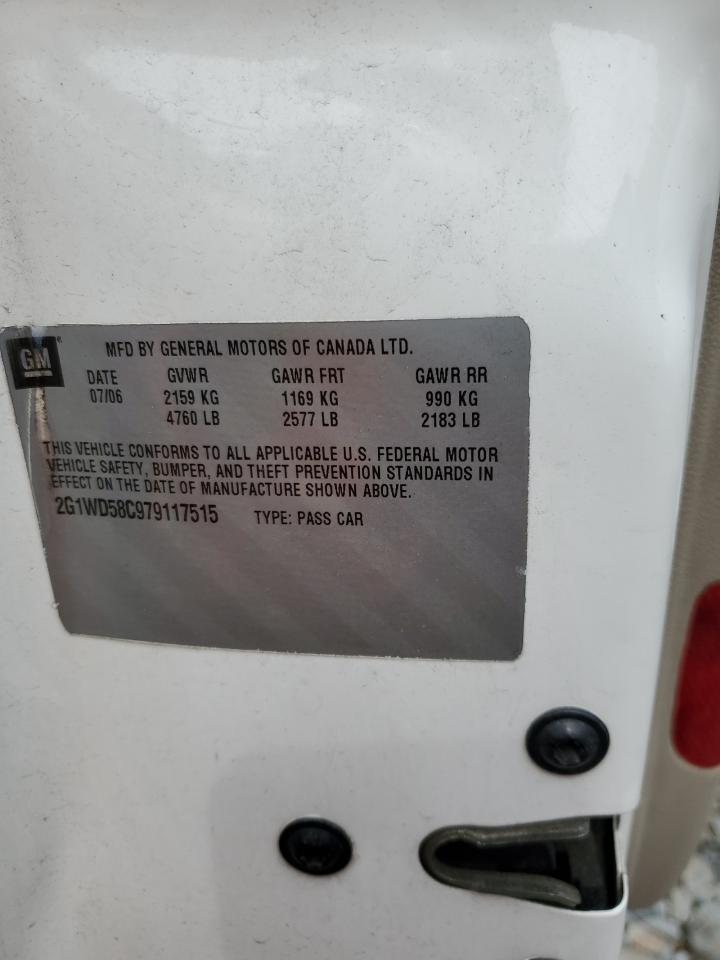 GM
MFD BY GENERAL MOTORS OF CANADA LTD.
DATE GVWR GAWR FRT GAWR RR
07/06 2159 KG 1169 KG 990 KG
4760 LB 2577 LB 2183 LB
THIS VEHICLE CONFORMS TO ALL APPLICABLE U.S. FEDERAL MOTOR
VEHICLE SAFETY, BUMPER, AND THEFT PREVENTION STANDARDS IN
EFFECT ON THE DATE OF MANUFACTURE SHOWN ABOVE.
2G1WD58C979117515 TYPE: PASS CAR